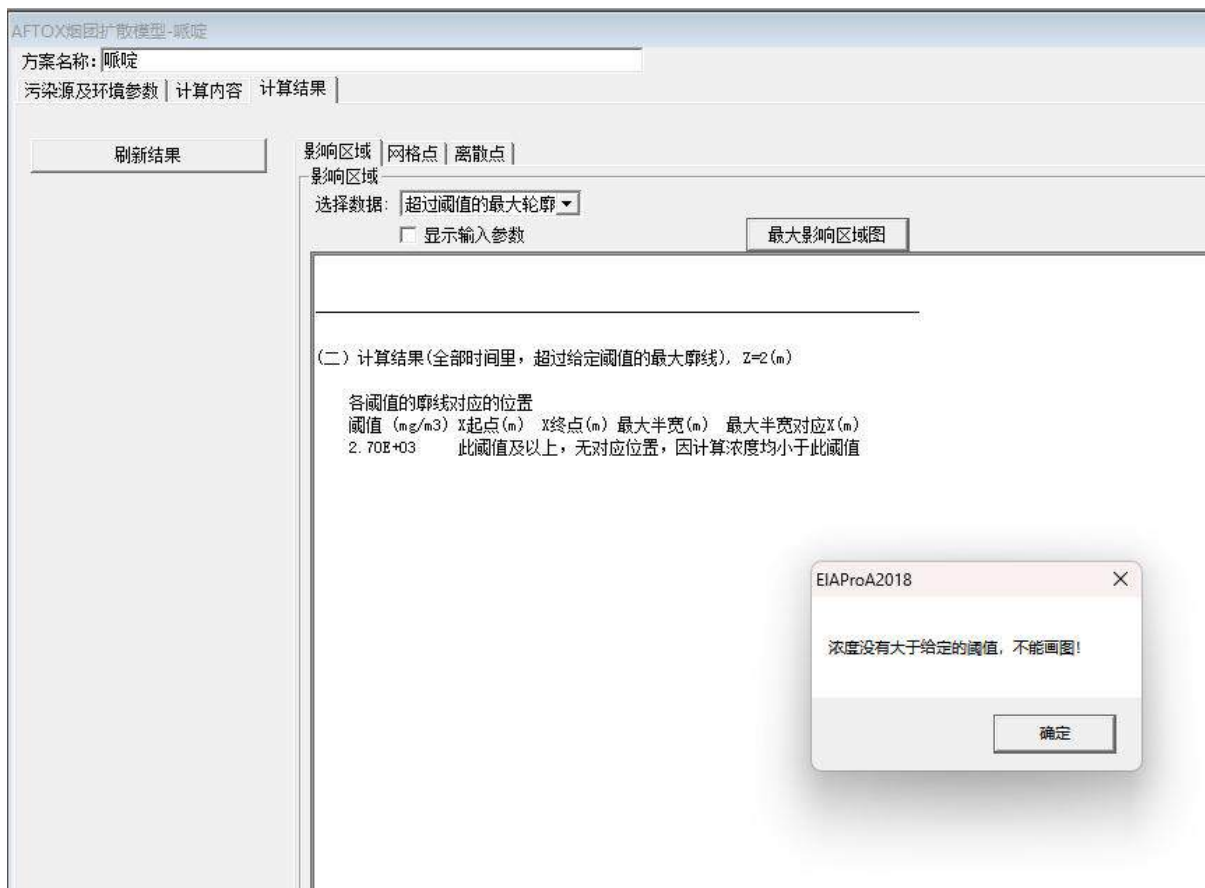 AFTOX烟团扩散模型-哌啶
方案名称: 哌啶
污染源及环境参数 计算内容 计算结果
刷新结果
影响区域 网格点 离散点
影响区域
选择数据: 超过阈值的最大轮廓
显示输入参数
最大影响区域图
(二) 计算结果(全部时间里，超过给定阈值的最大廓线), Z=2(m)
各阈值的廓线对应的位置
阈值 (mg/m3) X起点(m) X终点(m) 最大半宽(m) 最大半宽对应X(m)
2.70E+03 此阈值及以上，无对应位置，因计算浓度均小于此阈值
EIAProA2018
浓度没有大于给定的阈值，不能画图!
确定